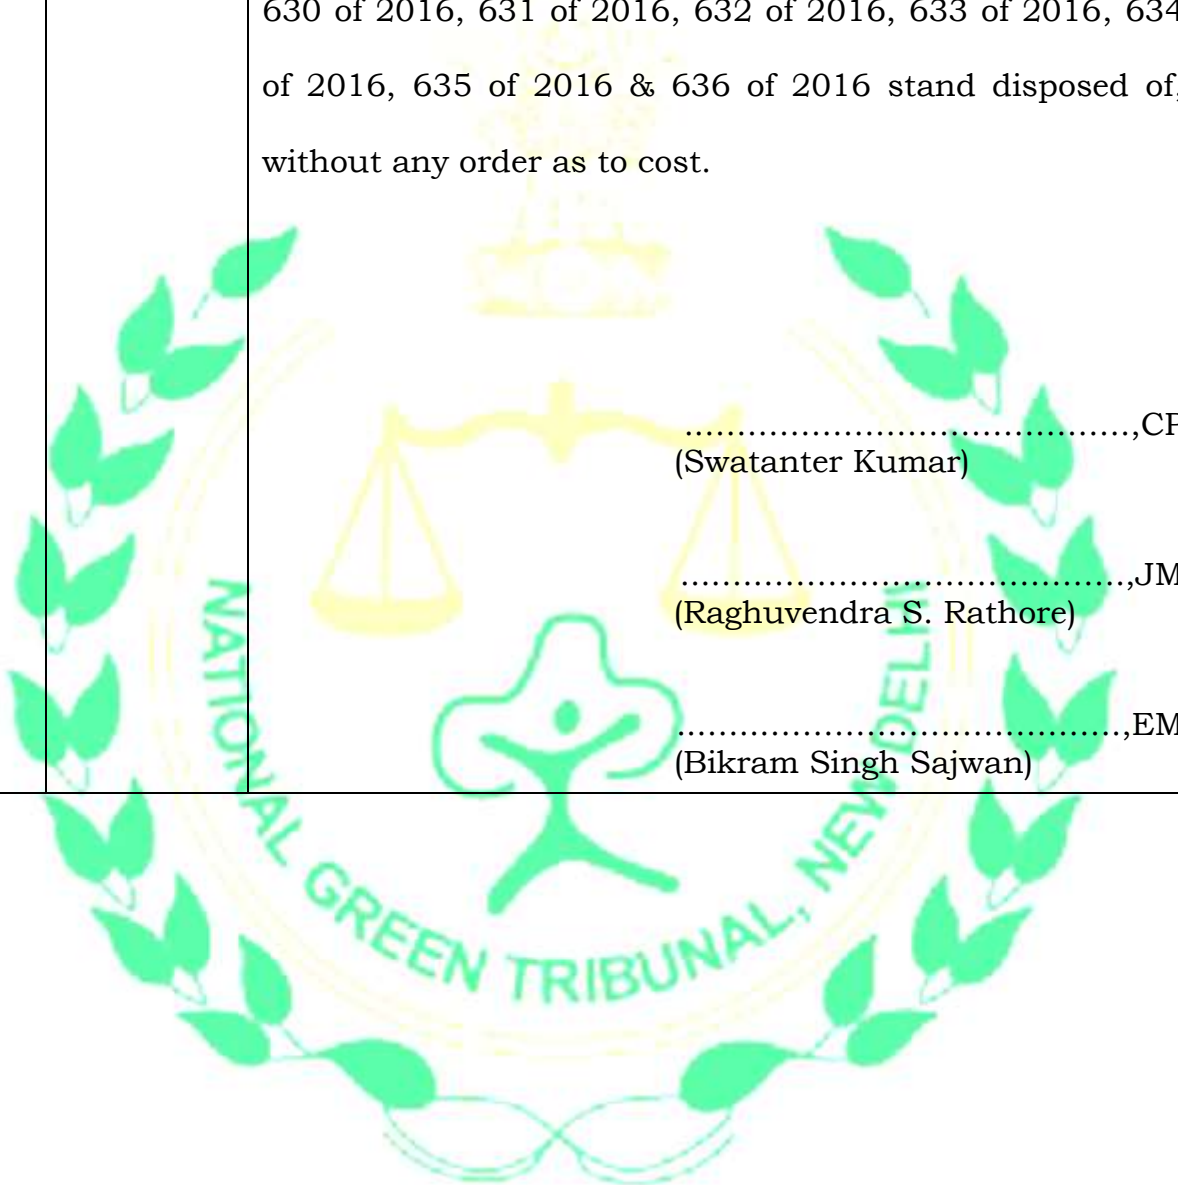 630 of 2016, 631 of 2016, 632 of 2016, 633 of 2016, 634
of 2016, 635 of 2016 & 636 of 2016 stand disposed of,
without any order as to cost.
..........................................,CP
(Swatanter Kumar)
..........................................,JM
(Raghuvendra S. Rathore)
..........................................,EM
(Bikram Singh Sajwan)
NATIONAL GREEN TRIBUNAL, NEW DELHI